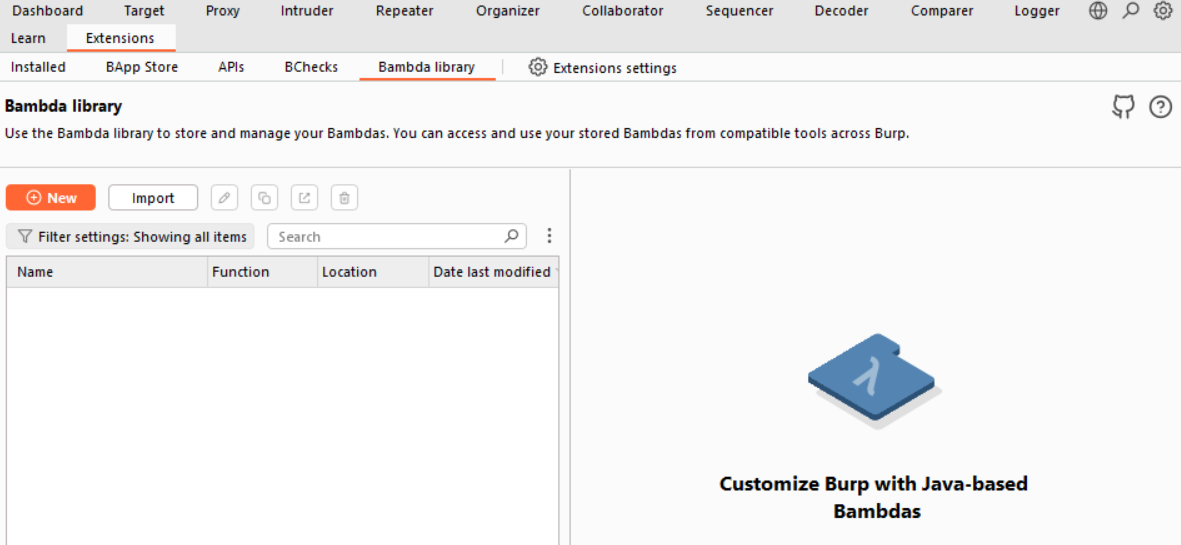 Dashboard Target Proxy Intruder Repeater Organizer Collaborator Sequencer Decoder Comparer Logger
Learn Extensions
Installed BApp Store APIs BChecks Bambda library Extensions settings
Bambda library
Use the Bambda library to store and manage your Bambdas. You can access and use your stored Bambdas from compatible tools across Burp.
New Import
Filter settings: Showing all items Search
Name Function Location Date last modified
λ
Customize Burp with Java-based
Bambdas